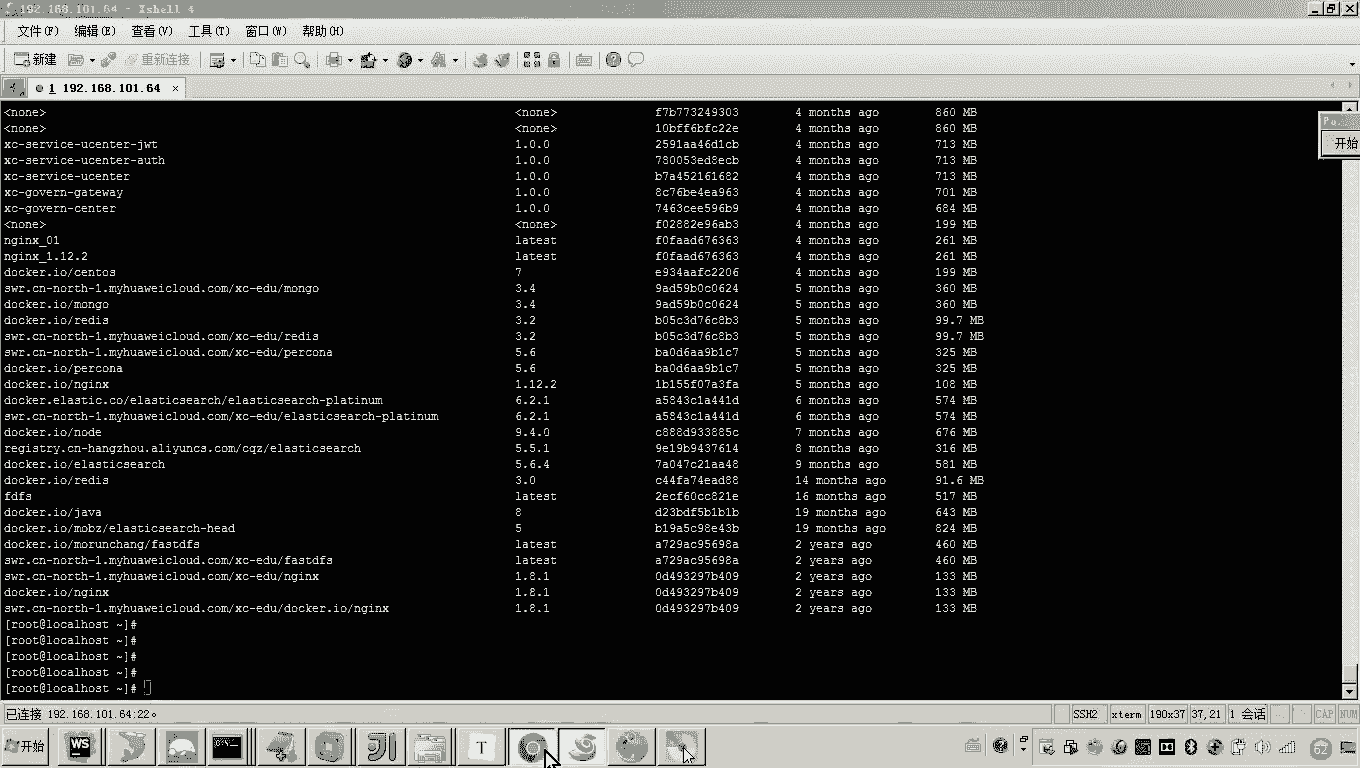 192.168.101.64 - Xshell 4
文件(F) 编辑(E) 查看(V) 工具(T) 窗口(W) 帮助(H)
新建 重新连接
1 192.168.101.64 ×
<none> <none> f7b773249303 4 months ago 860 MB
<none> <none> 10bff6bfc22e 4 months ago 860 MB
xc-service-ucenter-jwt 1.0.0 2591aa46d1cb 4 months ago 713 MB
xc-service-ucenter-auth 1.0.0 780053ed8ecb 4 months ago 713 MB
xc-service-ucenter 1.0.0 b7a452161682 4 months ago 713 MB
xc-govern-gateway 1.0.0 8c76be4ea963 4 months ago 701 MB
xc-govern-center 1.0.0 7463cee596b9 4 months ago 684 MB
<none> <none> f02882e96ab3 4 months ago 199 MB
nginx_01 latest f0faad676363 4 months ago 261 MB
nginx_1.12.2 latest f0faad676363 4 months ago 261 MB
docker.io/centos 7 e934aafc2206 4 months ago 199 MB
swr.cn-north-1.myhuaweicloud.com/xc-edu/mongo 3.4 9ad59b0c0624 5 months ago 360 MB
docker.io/mongo 3.4 9ad59b0c0624 5 months ago 360 MB
docker.io/redis 3.2 b05c3d76c8b3 5 months ago 99.7 MB
swr.cn-north-1.myhuaweicloud.com/xc-edu/redis 3.2 b05c3d76c8b3 5 months ago 99.7 MB
swr.cn-north-1.myhuaweicloud.com/xc-edu/percona 5.6 ba0d6aa9b1c7 5 months ago 325 MB
docker.io/percona 5.6 ba0d6aa9b1c7 5 months ago 325 MB
docker.io/nginx 1.12.2 1b155f07a3fa 5 months ago 108 MB
docker.elastic.co/elasticsearch/elasticsearch-platinum 6.2.1 a5843c1a441d 6 months ago 574 MB
swr.cn-north-1.myhuaweicloud.com/xc-edu/elasticsearch-platinum 6.2.1 a5843c1a441d 6 months ago 574 MB
docker.io/node 9.4.0 c888d933885c 7 months ago 676 MB
registry.cn-hangzhou.aliyuncs.com/cqz/elasticsearch 5.5.1 9e19b9437614 8 months ago 316 MB
docker.io/elasticsearch 5.6.4 7a047c21aa48 9 months ago 581 MB
docker.io/redis 3.0 c44fa74ead88 14 months ago 91.6 MB
fdfs latest 2ecf60cc821e 16 months ago 517 MB
docker.io/java 8 d23bdf5b1b1b 19 months ago 643 MB
docker.io/mobz/elasticsearch-head 5 b19a5c98e43b 19 months ago 824 MB
docker.io/morunchang/fastdfs latest a729ac95698a 2 years ago 460 MB
swr.cn-north-1.myhuaweicloud.com/xc-edu/fastdfs latest a729ac95698a 2 years ago 460 MB
swr.cn-north-1.myhuaweicloud.com/xc-edu/nginx 1.8.1 0d493297b409 2 years ago 133 MB
docker.io/nginx 1.8.1 0d493297b409 2 years ago 133 MB
swr.cn-north-1.myhuaweicloud.com/xc-edu/docker.io/nginx 1.8.1 0d493297b409 2 years ago 133 MB
[root@localhost ~]#
[root@localhost ~]#
[root@localhost ~]#
[root@localhost ~]#
[root@localhost ~]#
开始
已连接 192.168.101.64:22。 SSH2 xterm 190x37 37,21 1 会话 CAP NUM
开始 WS T 62